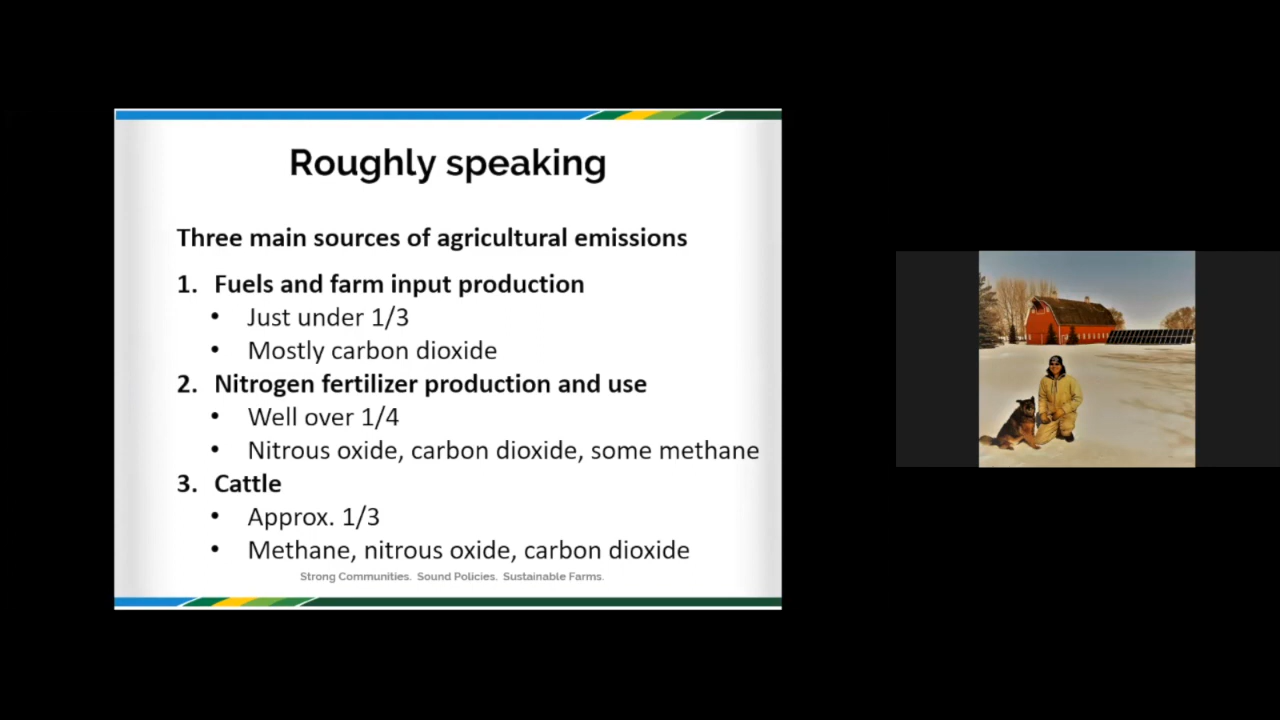 Roughly speaking
Three main sources of agricultural emissions
1. Fuels and farm input production
• Just under 1/3
• Mostly carbon dioxide
2. Nitrogen fertilizer production and use
• Well over 1/4
• Nitrous oxide, carbon dioxide, some methane
3. Cattle
• Approx. 1/3
• Methane, nitrous oxide, carbon dioxide
Strong Communities. Sound Policies. Sustainable Farms.